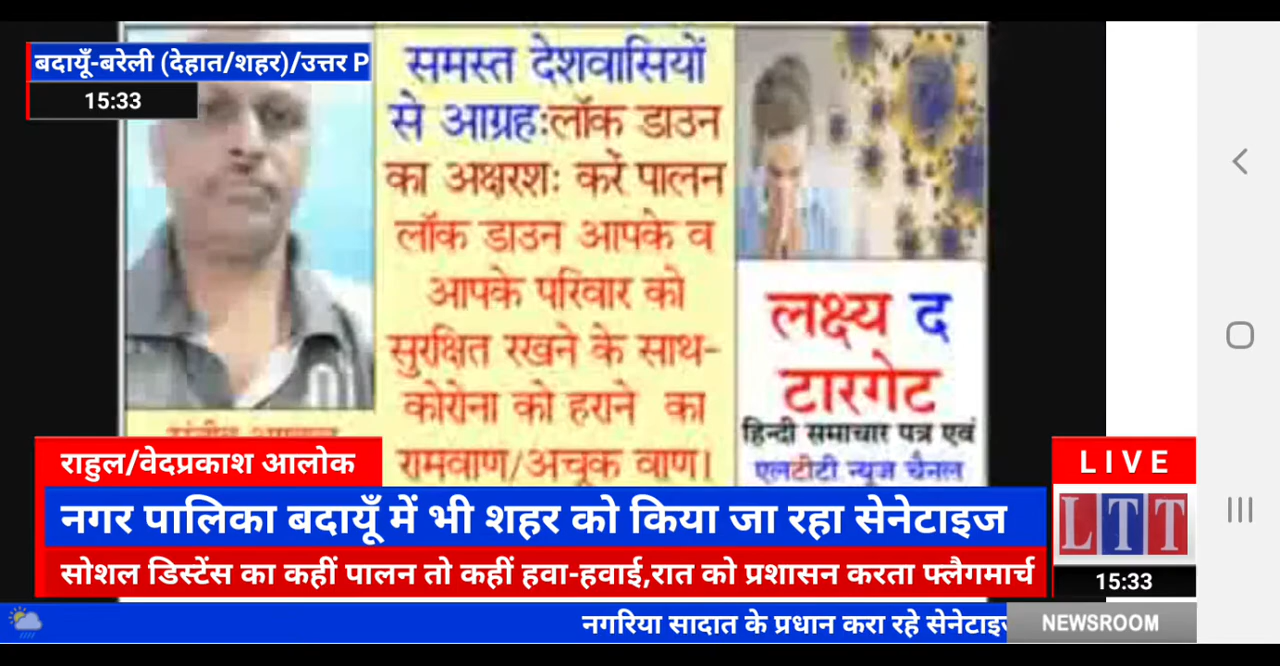 बदायूँ-बरेली (देहात/शहर)/उत्तर P
15:33
समस्त देशवासियों
से आग्रहः लॉक डाउन
का अक्षरशः करें पालन
लॉक डाउन आपके व
आपके परिवार को
सुरक्षित रखने के साथ-
कोरोना को हराने का
रामवाण/अचूक वाण।
लक्ष्य द
टारगेट
हिन्दी समाचार पत्र एवं
एलटीटी न्यूज चैनल
राहुल/वेदप्रकाश आलोक
LIVE
नगर पालिका बदायूँ में भी शहर को किया जा रहा सेनेटाइज
LTT
सोशल डिस्टेंस का कहीं पालन तो कहीं हवा-हवाई,रात को प्रशासन करता फ्लैगमार्च
15:33
नगरिया सादात के प्रधान करा रहे सेनेटाइज
NEWSROOM